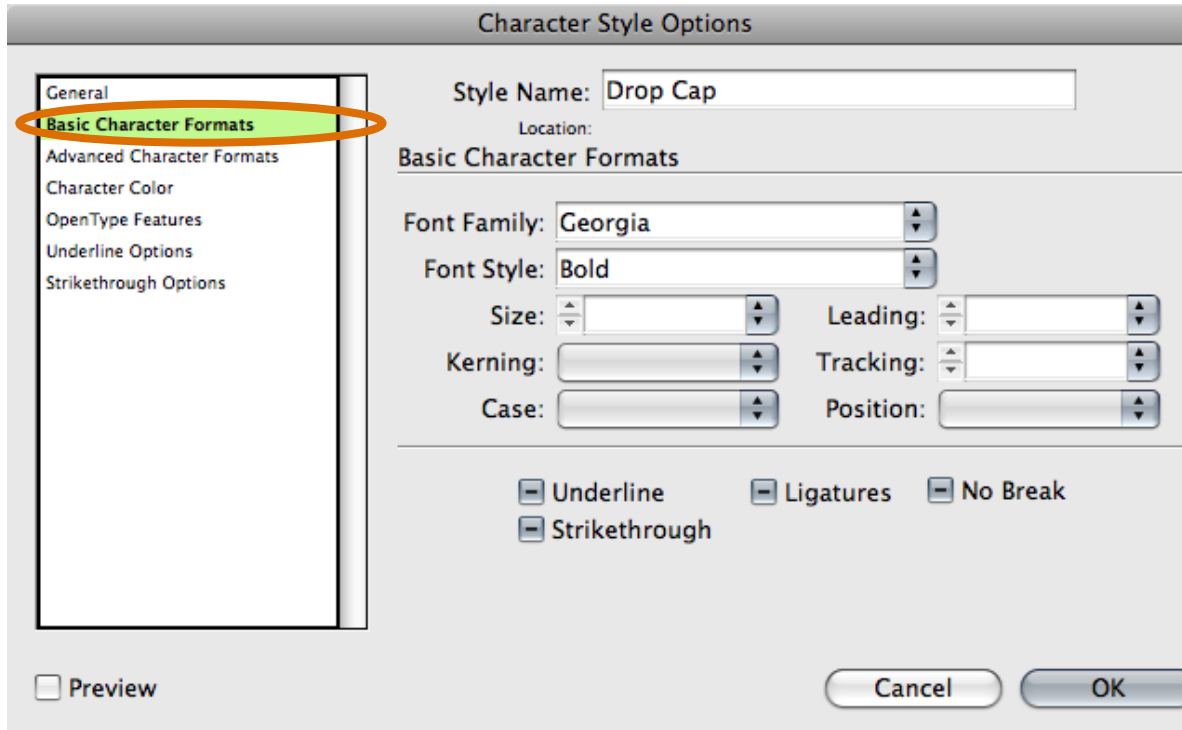 Character Style Options
General
Basic Character Formats
Advanced Character Formats
Character Color
OpenType Features
Underline Options
Strikethrough Options
Style Name: Drop Cap
Location:
Basic Character Formats
Font Family: Georgia
Font Style: Bold
Size: Leading:
Kerning: Tracking:
Case: Position:
Underline Ligatures No Break
Strikethrough
Preview Cancel OK